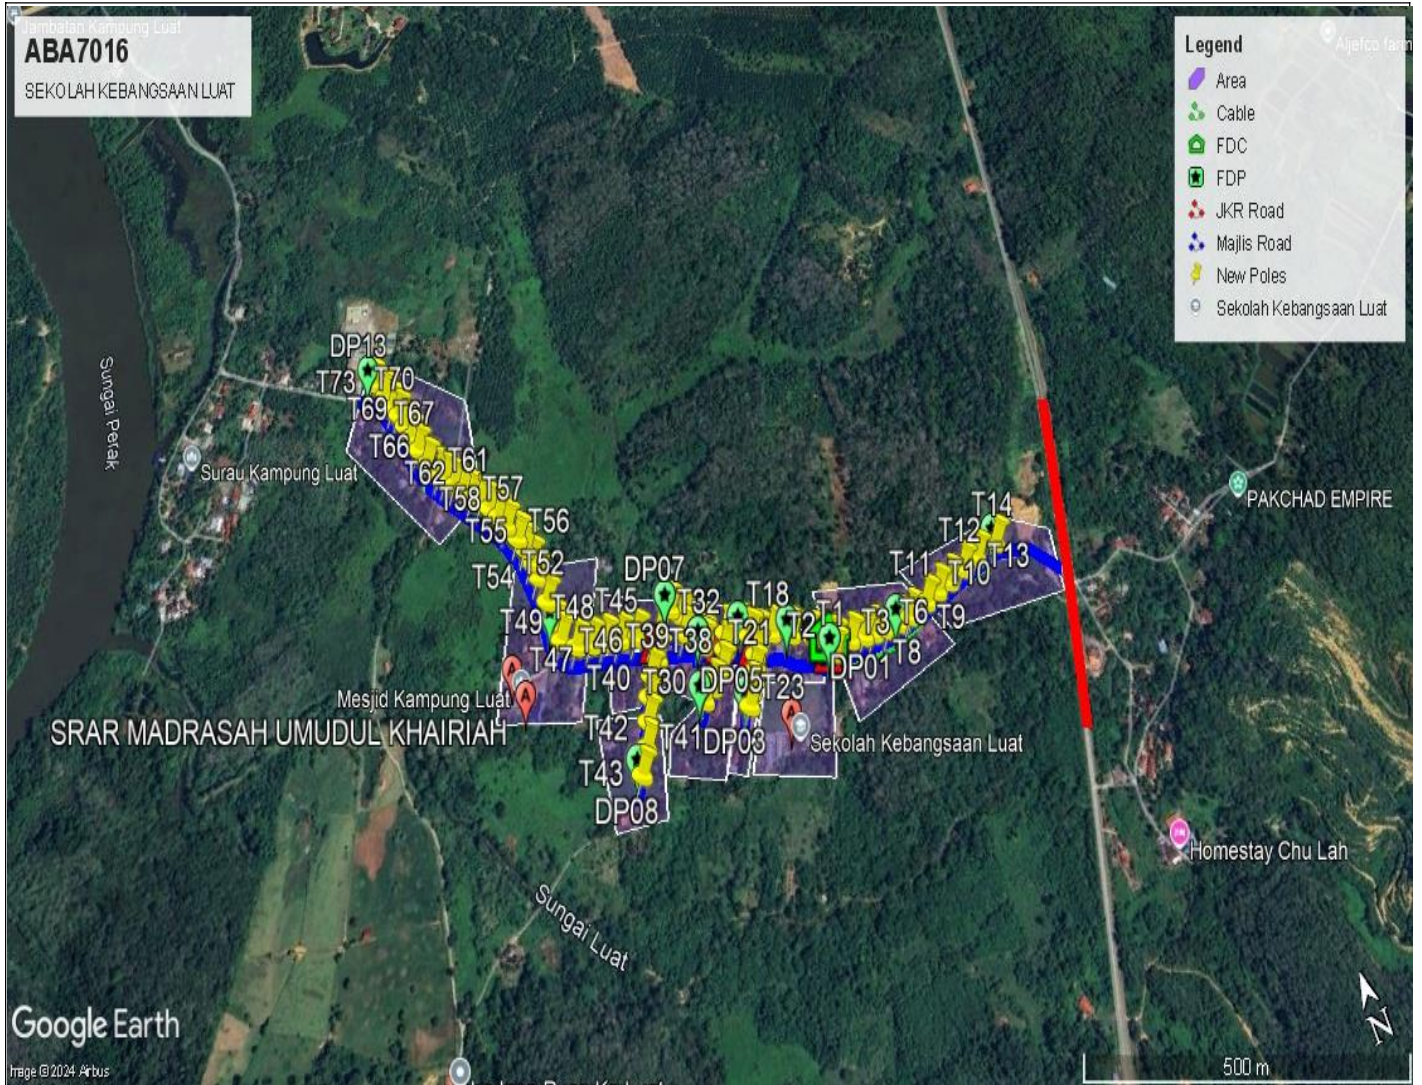 Jambatan Kampung Luat
ABA7016
SEKOLAH KEBANGSAAN LUAT
Legend
Area
Cable
FDC
FDP
JKR Road
Majlis Road
New Poles
Sekolah Kebangsaan Luat
Aljefco farm
Sungai Perak
Surau Kampung Luat
DP13
T73
T70
T69
T67
T66
T62
T61
T58
T57
T55
T56
T54
T52
T49
T48
T47
T46
T45
DP07
T32
T39
T38
T40
T30
T42
T43
DP08
T41
DP05
DP03
T21
T18
T23
T2
T1
DP01
T3
T6
T8
T9
T10
T11
T12
T13
T14
PAKCHAD EMPIRE
Mesjid Kampung Luat
SRAR MADRASAH UMUDUL KHAIRIAH
Sekolah Kebangsaan Luat
Homestay Chu Lah
Sungai Luat
N
Google Earth
Image © 2024 Airbus
500 m